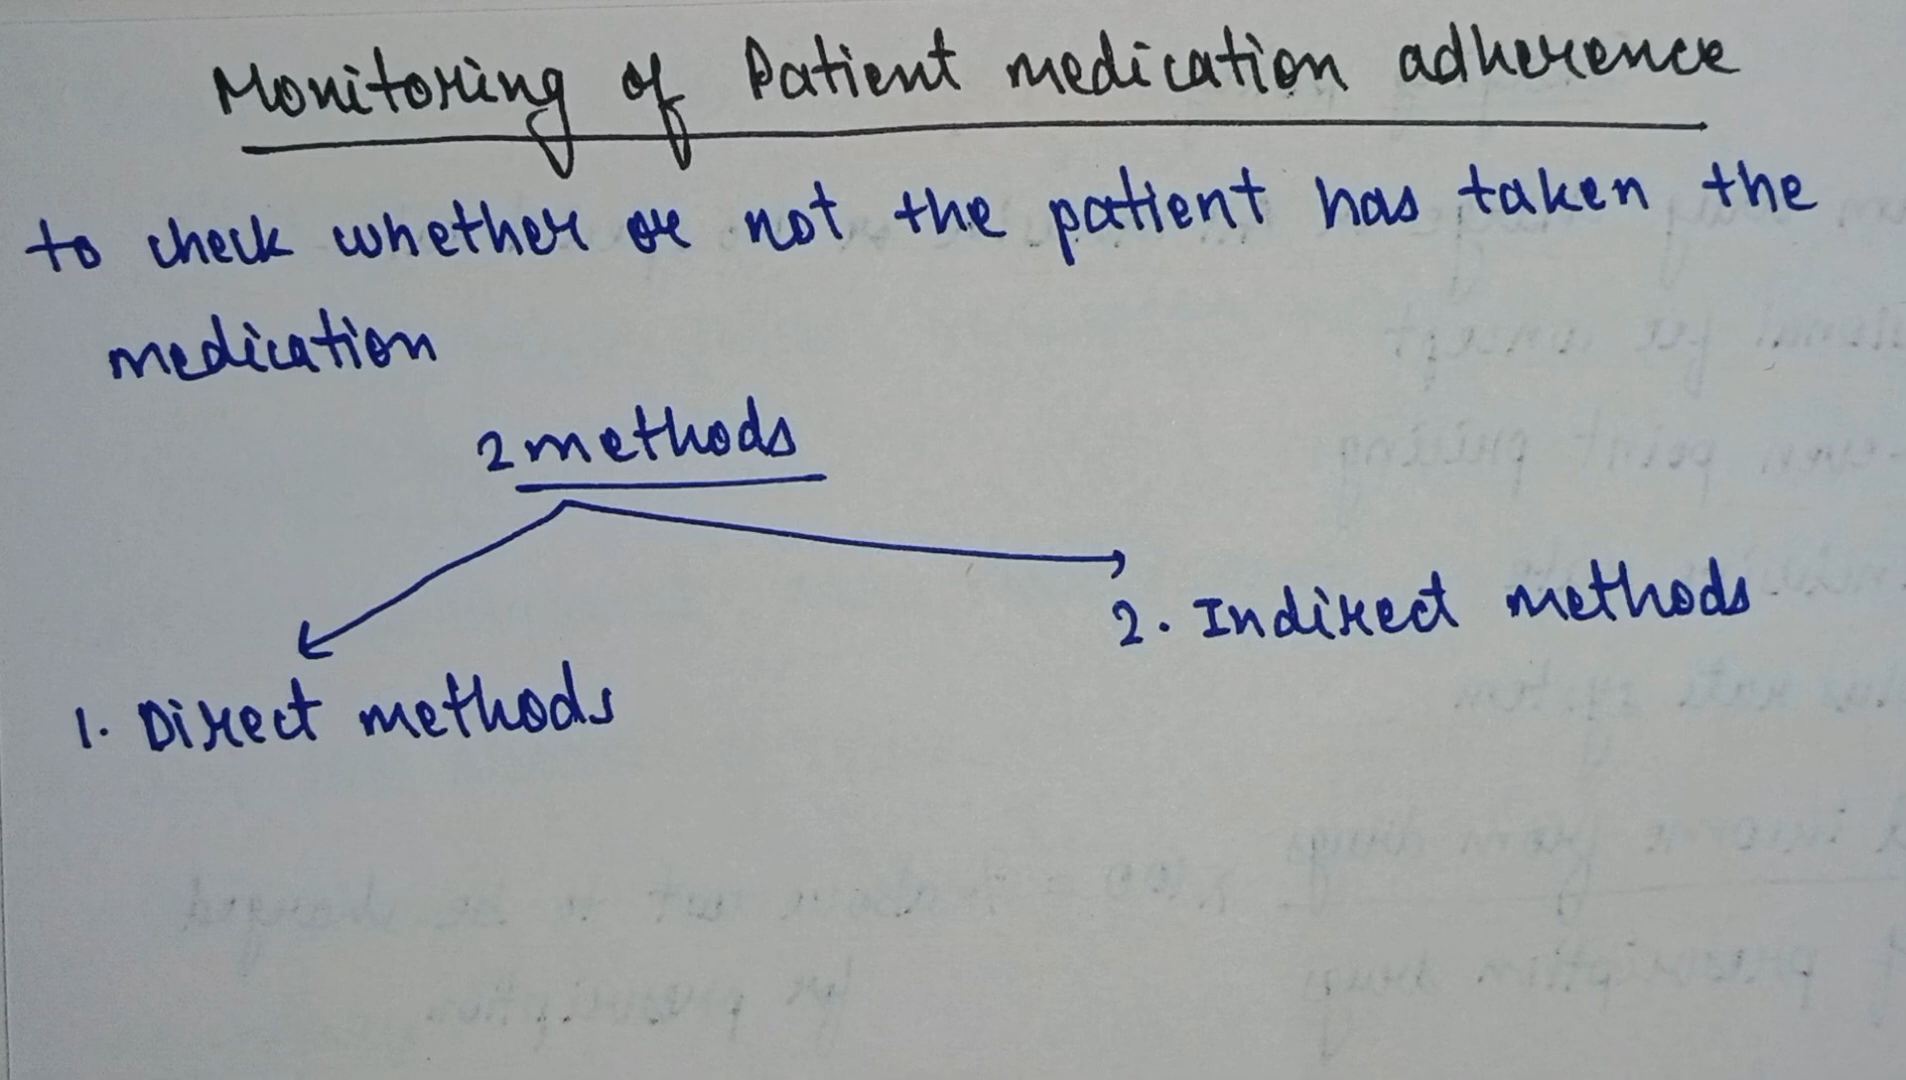 Monitoring of Patient medication adherence
to check whether or not the patient has taken the
medication
2 methods
2. Indirect methods
1. Direct methods